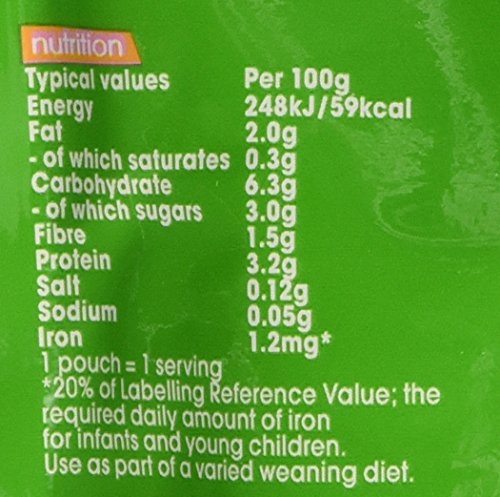 nutrition
Typical values Per 100g
Energy 248kJ/59kcal
Fat 2.0g
- of which saturates 0.3g
Carbohydrate 6.3g
- of which sugars 3.0g
Fibre 1.5g
Protein 3.2g
Salt 0.12g
Sodium 0.05g
Iron 1.2mg*
1 pouch = 1 serving
*20% of Labelling Reference Value; the
required daily amount of iron
for infants and young children.
Use as part of a varied weaning diet.